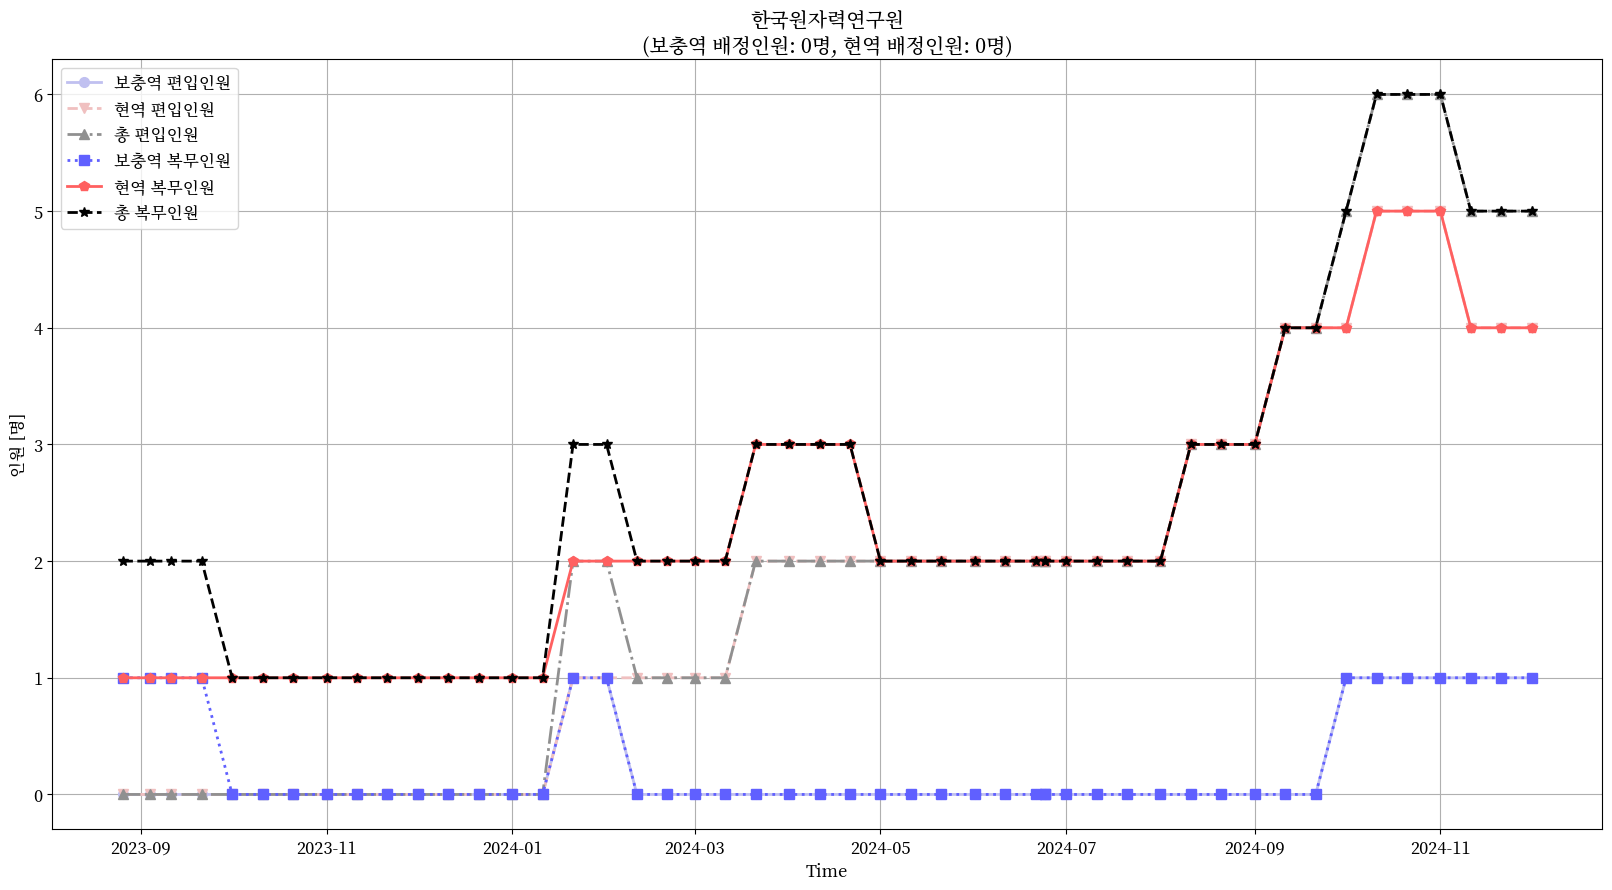 한국원자력연구원
(보충역 배정인원: 0명, 현역 배정인원: 0명)
보충역 편입인원
현역 편입인원
총 편입인원
보충역 복무인원
현역 복무인원
총 복무인원
인원 [명]
6
5
4
3
2
1
0
2023-09
2023-11
2024-01
2024-03
2024-05
2024-07
2024-09
2024-11
Time